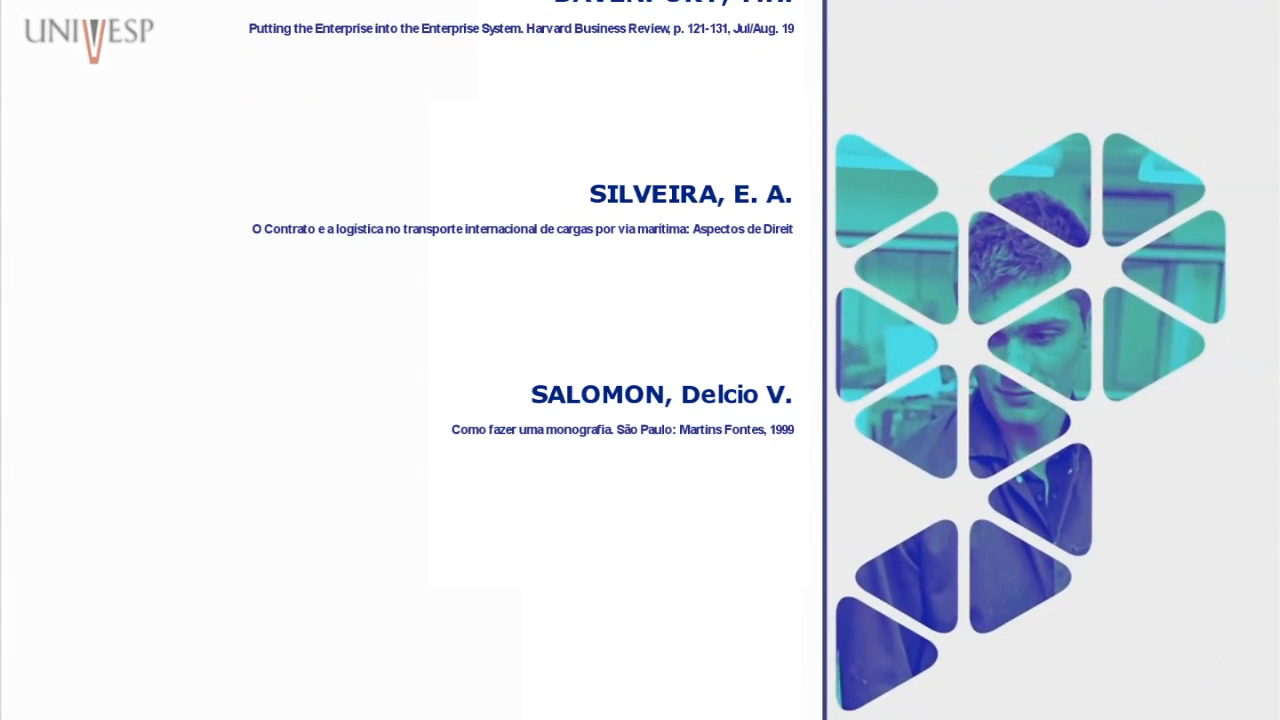 UNIVESP
DAVENPORT, T.H.
Putting the Enterprise into the Enterprise System. Harvard Business Review, p. 121-131, Jul/Aug. 19
SILVEIRA, E. A.
O Contrato e a logística no transporte internacional de cargas por via marítima: Aspectos de Direit
SALOMON, Delcio V.
Como fazer uma monografia. São Paulo: Martins Fontes, 1999